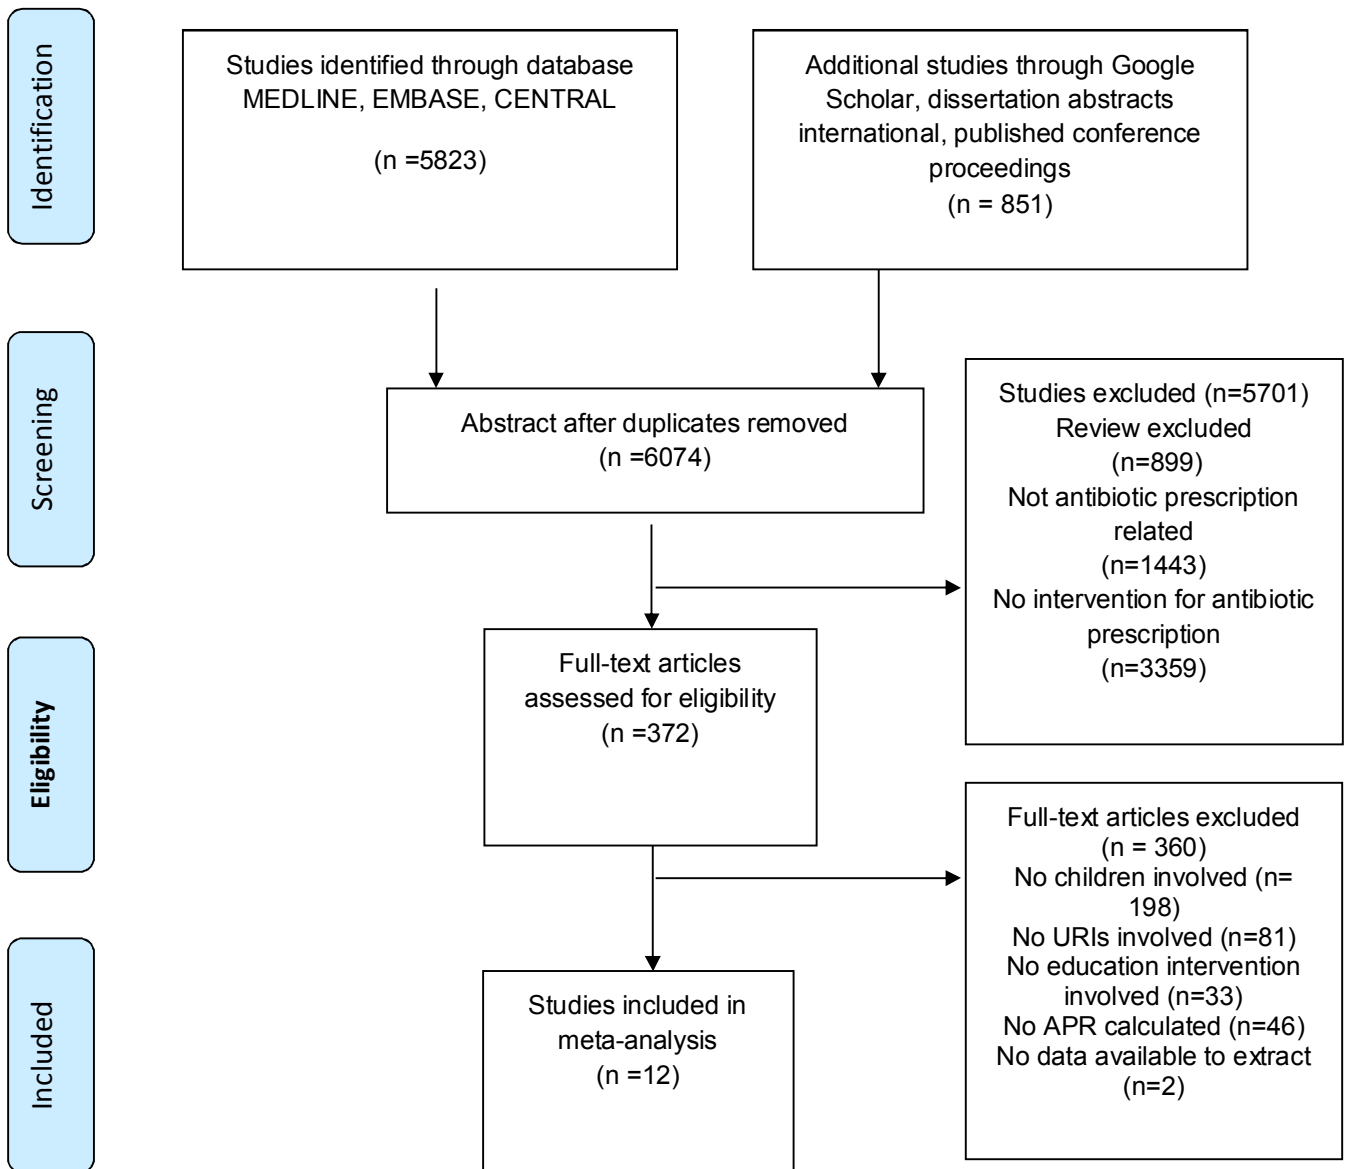 Identification
Studies identified through database
MEDLINE, EMBASE, CENTRAL
(n =5823)
Additional studies through Google
Scholar, dissertation abstracts
international, published conference
proceedings
(n = 851)
Screening
Abstract after duplicates removed
(n =6074)
Studies excluded (n=5701)
Review excluded
(n=899)
Not antibiotic prescription
related
(n=1443)
No intervention for antibiotic
prescription
(n=3359)
Eligibility
Full-text articles
assessed for eligibility
(n =372)
Full-text articles excluded
(n = 360)
No children involved (n=
198)
No URIs involved (n=81)
No education intervention
involved (n=33)
No APR calculated (n=46)
No data available to extract
(n=2)
Included
Studies included in
meta-analysis
(n =12)